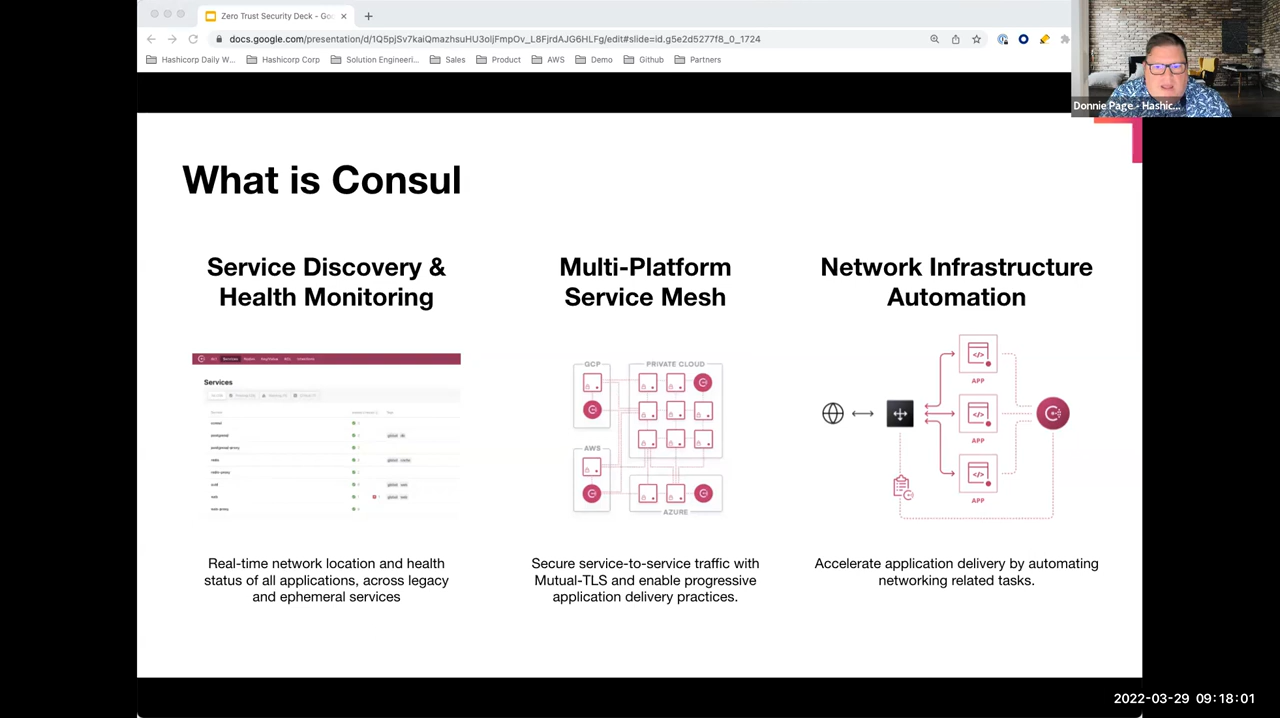 Zero Trust Security Deck - Goo
docs.google.com/presentation/d/1
L8FjrdAJG6HLFg/edit#slide=id.g5e2d5277f8_0_1724
Hashicorp Daily W...
Hashicorp Corp
Solution
Sales
AWS
Demo
Github
Partners
Donnie Page - Hashic...
What is Consul
Service Discovery &
Health Monitoring
Services
Real-time network location and health
status of all applications, across legacy
and ephemeral services
Multi-Platform
Service Mesh
GCP
PRIVATE CLOUD
AWS
AZURE
Secure service-to-service traffic with
Mutual-TLS and enable progressive
application delivery practices.
Network Infrastructure
Automation
APP
APP
APP
Accelerate application delivery by automating
networking related tasks.
2022-03-29 09:18:01